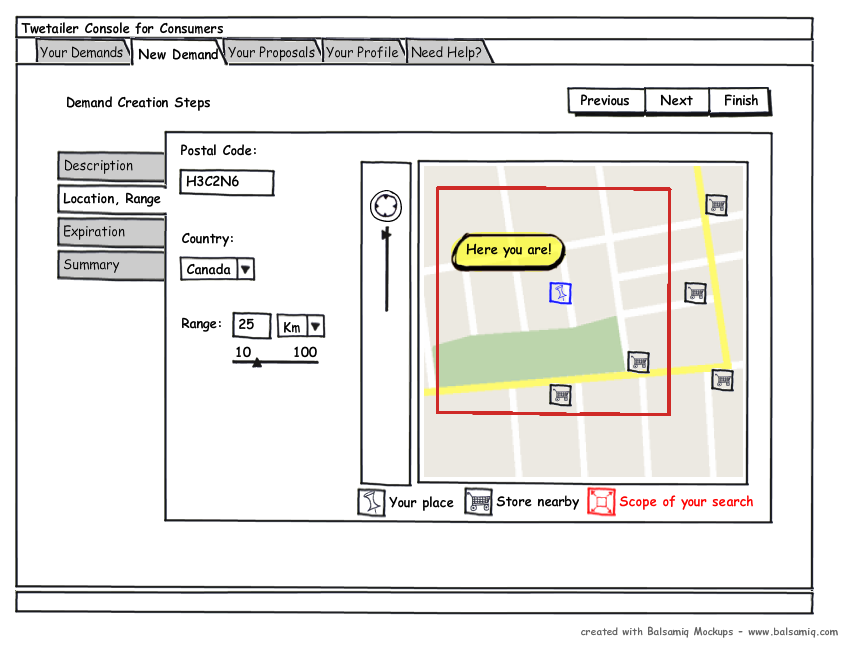 Twetailer Console for Consumers
Your Demands New Demand Your Proposals Your Profile Need Help?
Demand Creation Steps
Previous Next Finish
Description
Location, Range
Expiration
Summary
Postal Code:
H3C2N6
Country:
Canada
Range: 25 Km
10 100
Here you are!
Your place Store nearby Scope of your search
created with Balsamiq Mockups - www.balsamiq.com